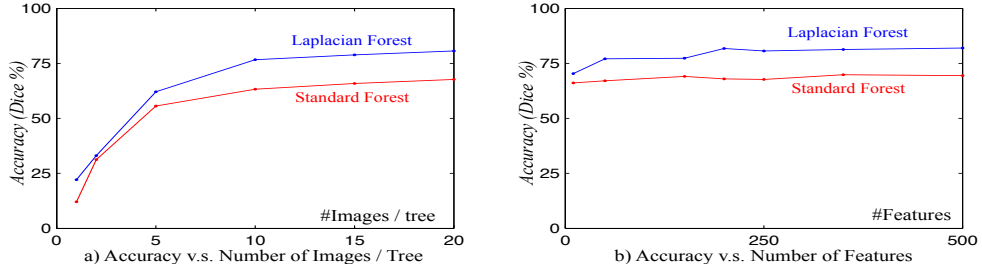 100
75
50
25
0
Accuracy (Dice %)
Laplacian Forest
Standard Forest
#Images / tree
0 5 10 15 20
a) Accuracy v.s. Number of Images / Tree
100
75
50
25
0
Accuracy (Dice %)
Laplacian Forest
Standard Forest
#Features
0 250 500
b) Accuracy v.s. Number of Features